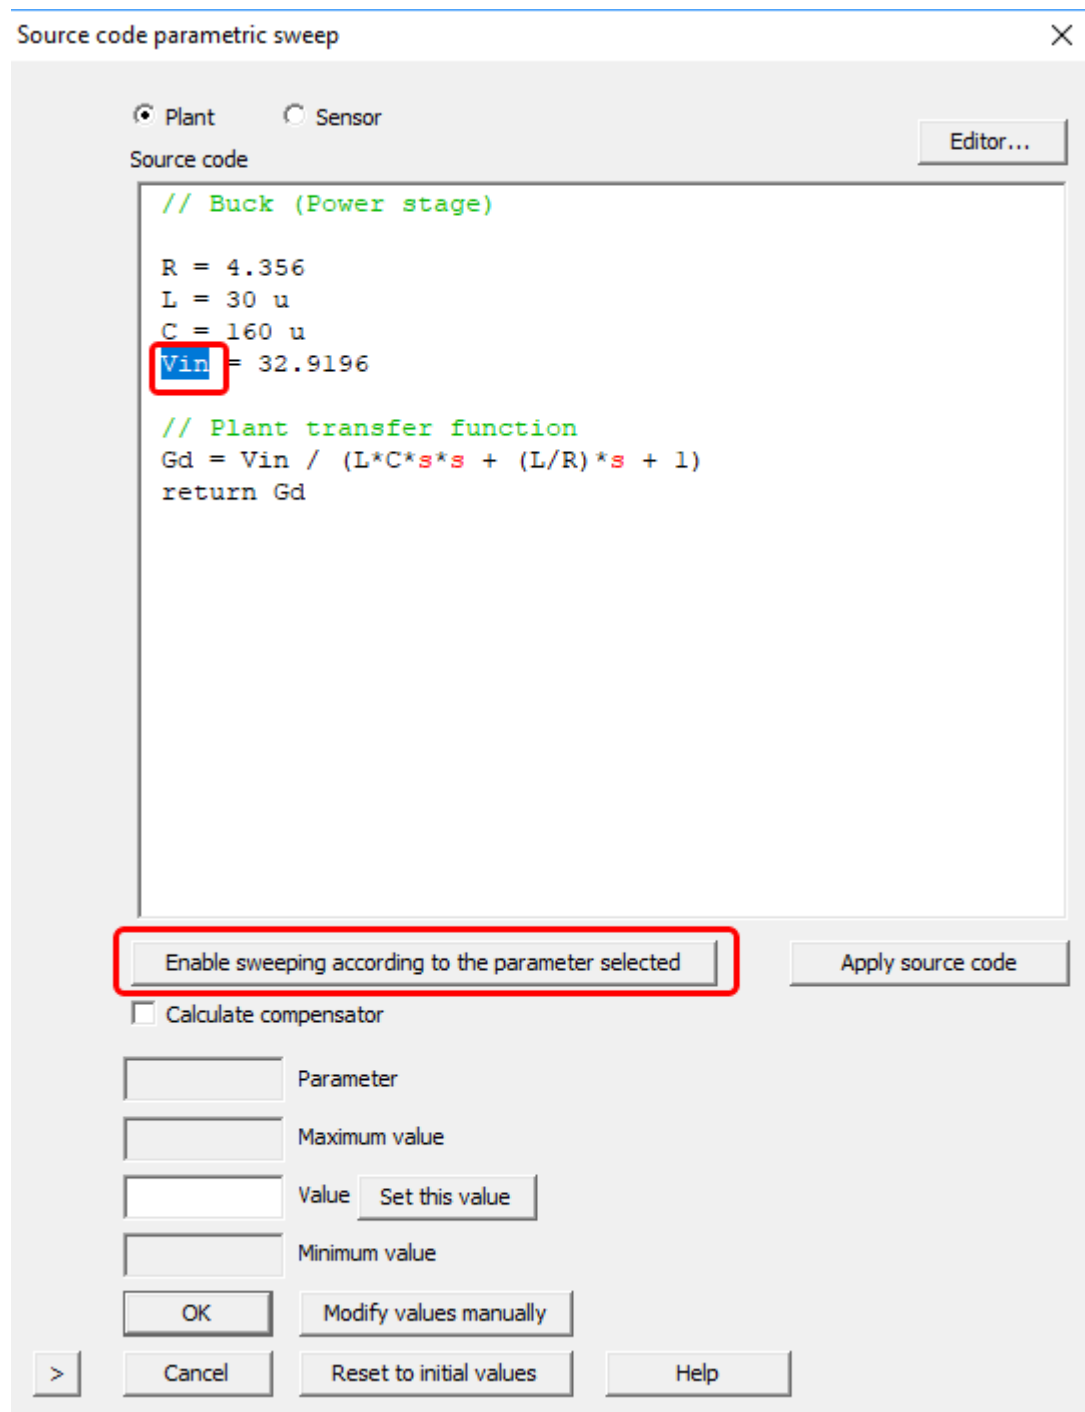 Source code parametric sweep
Plant Sensor
Editor...
Source code
// Buck (Power stage)
R = 4.356
L = 30 u
C = 160 u
Vin = 32.9196
// Plant transfer function
Gd = Vin / (L*C*s*s + (L/R)*s + 1)
return Gd
Enable sweeping according to the parameter selected Apply source code
Calculate compensator
Parameter
Maximum value
Value Set this value
Minimum value
OK Modify values manually
> Cancel Reset to initial values Help